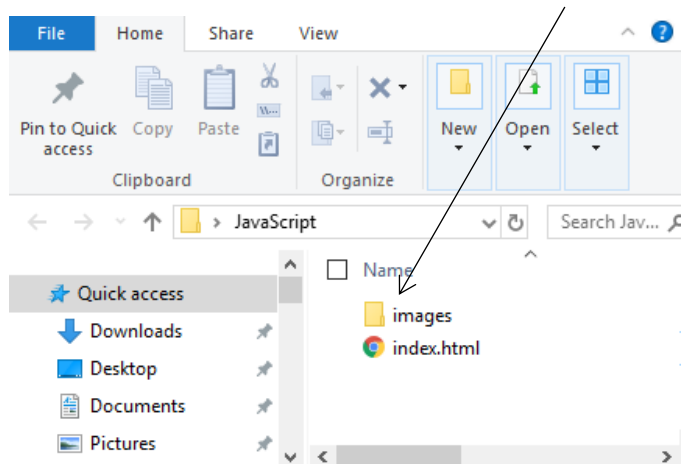 File Home Share View
Pin to Quick access Copy Paste
W...
New Open Select
Clipboard Organize
JavaScript Search Jav...
Name
Quick access
images
Downloads
index.html
Desktop
Documents
Pictures